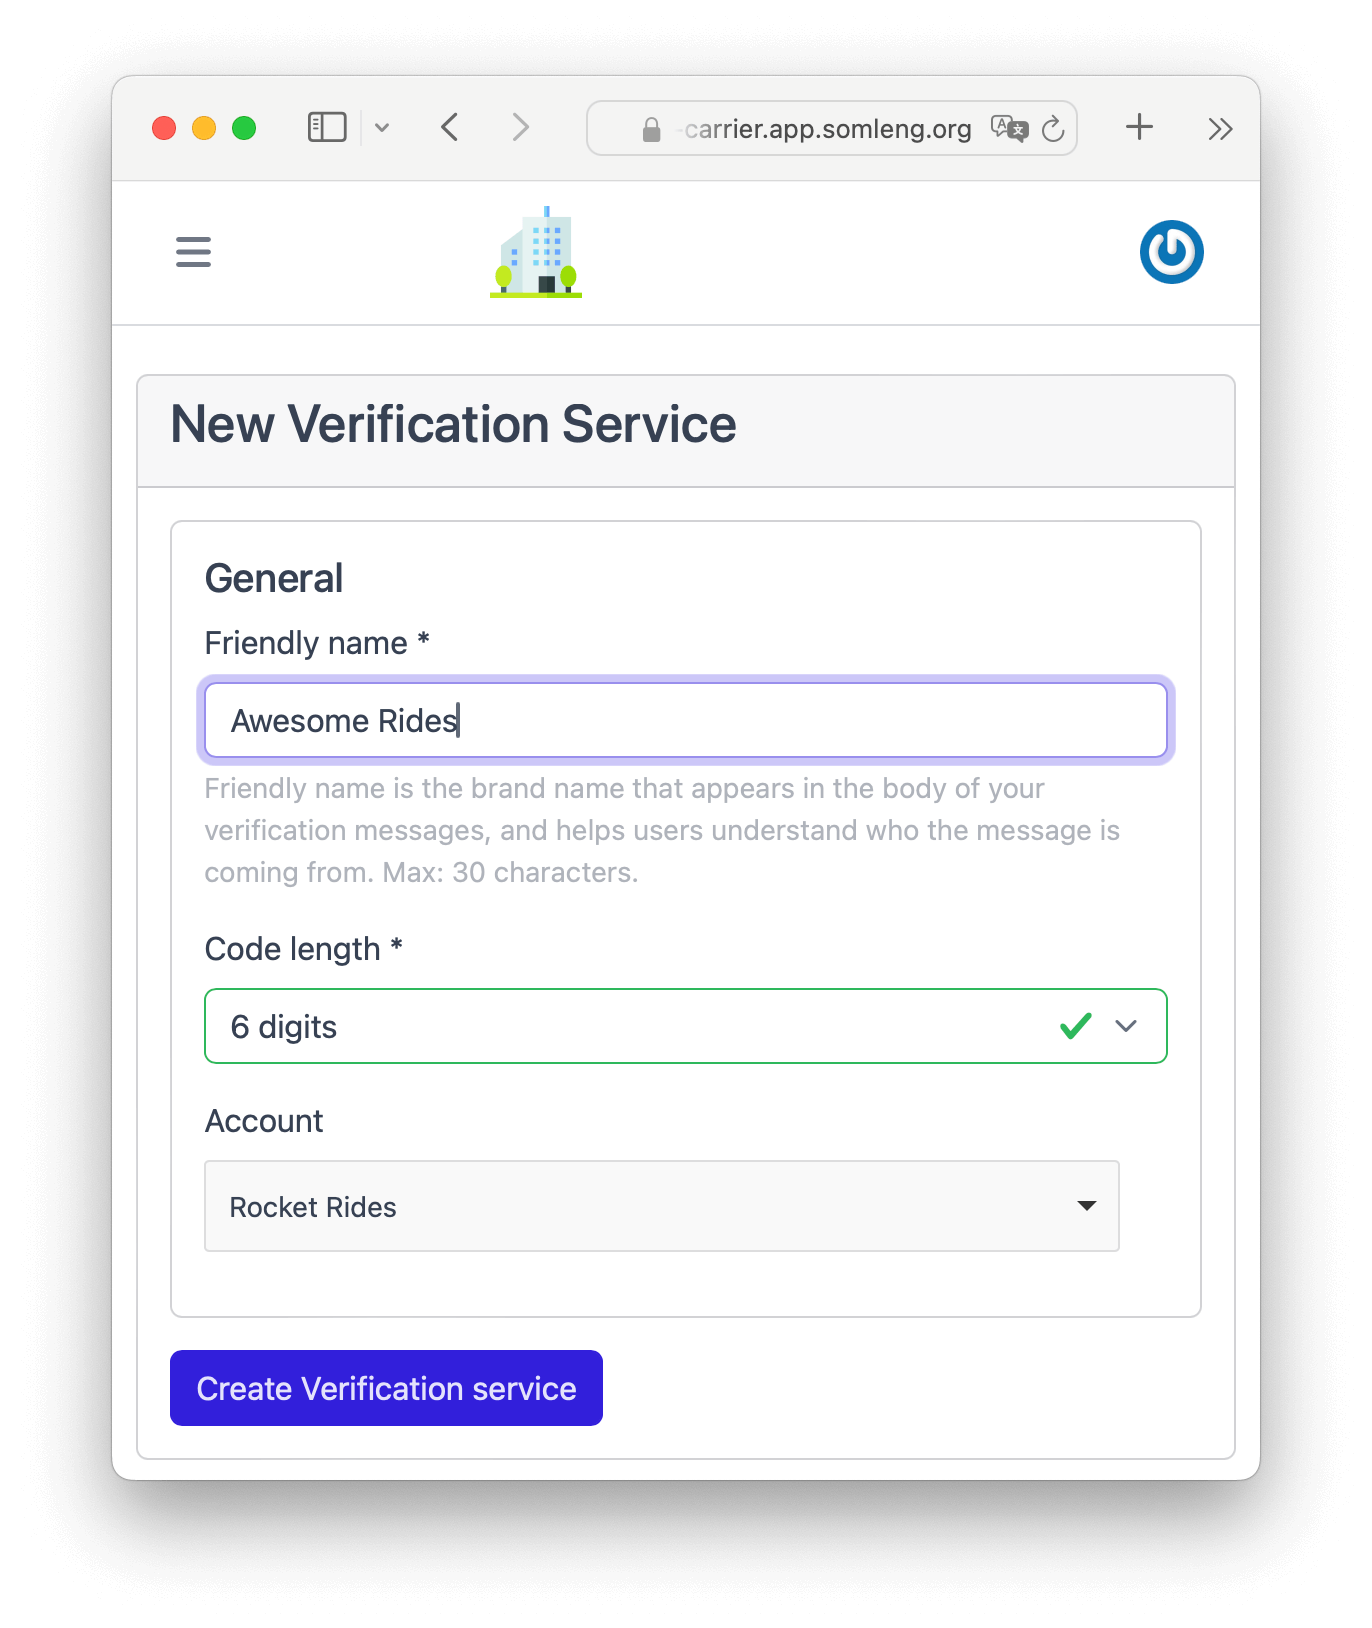 -carrier.app.somleng.org
New Verification Service
General
Friendly name *
Awesome Rides
Friendly name is the brand name that appears in the body of your
verification messages, and helps users understand who the message is
coming from. Max: 30 characters.
Code length *
6 digits
Account
Rocket Rides
Create Verification service